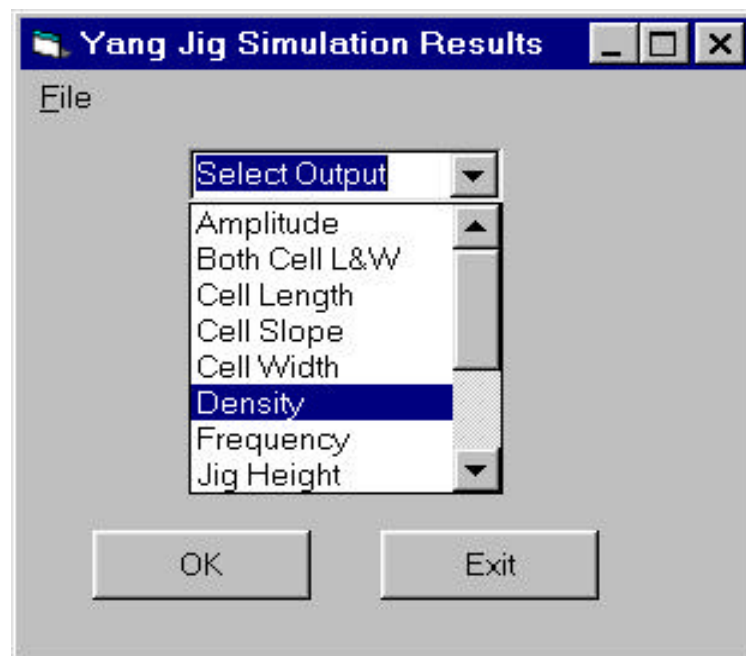 Yang Jig Simulation Results
File
Select Output
Amplitude
Both Cell L&W
Cell Length
Cell Slope
Cell Width
Density
Frequency
Jig Height
OK Exit